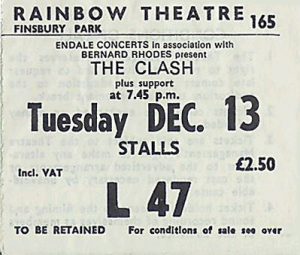 RAINBOW THEATRE
FINSBURY PARK 165
ENDALE CONCERTS in association with
BERNARD RHODES present
THE CLASH
plus support
at 7.45 p.m.
Tuesday DEC. 13
STALLS
Incl. VAT £2.50
L 47
TO BE RETAINED For conditions of sale see over